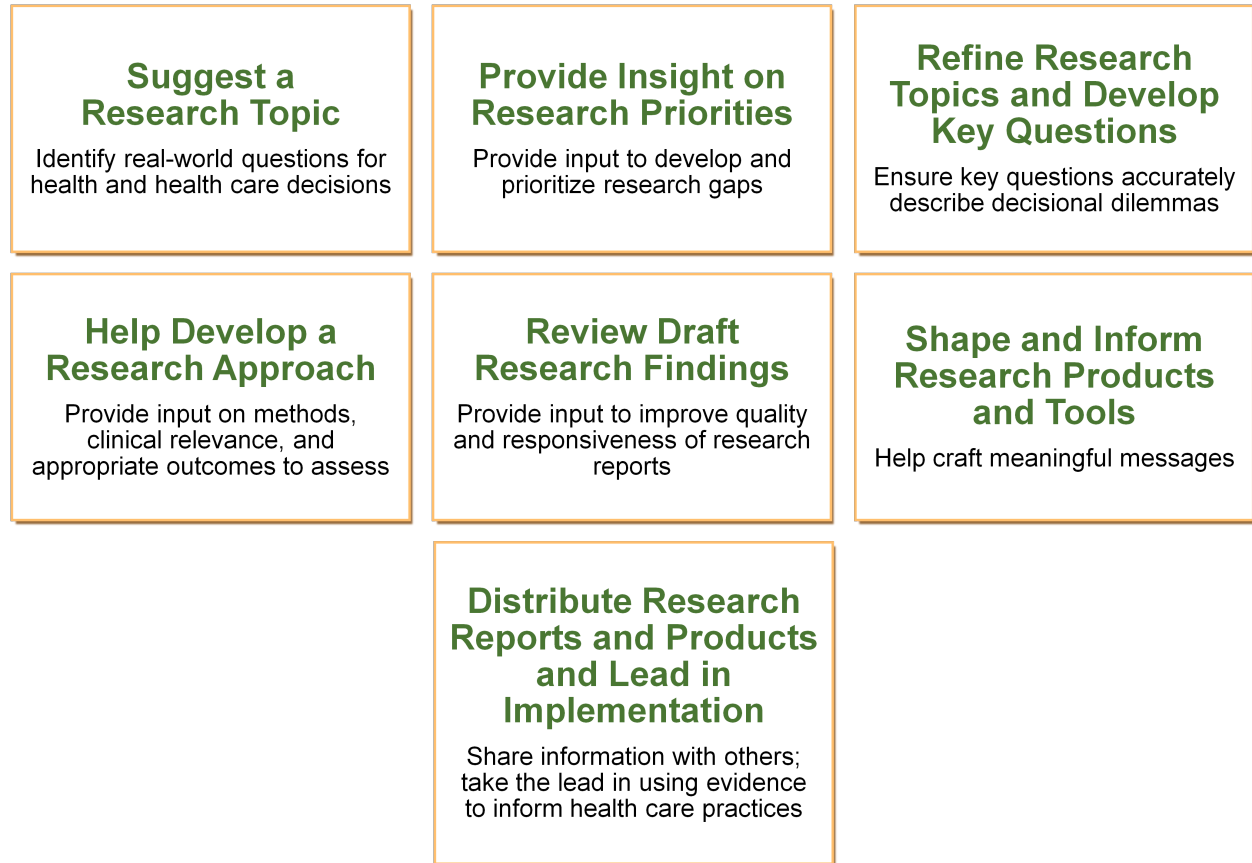 Suggest a
Research Topic
Identify real-world questions for
health and health care decisions
Provide Insight on
Research Priorities
Provide input to develop and
prioritize research gaps
Refine Research
Topics and Develop
Key Questions
Ensure key questions accurately
describe decisional dilemmas
Help Develop a
Research Approach
Provide input on methods,
clinical relevance, and
appropriate outcomes to assess
Review Draft
Research Findings
Provide input to improve quality
and responsiveness of research
reports
Shape and Inform
Research Products
and Tools
Help craft meaningful messages
Distribute Research
Reports and Products
and Lead in
Implementation
Share information with others;
take the lead in using evidence
to inform health care practices